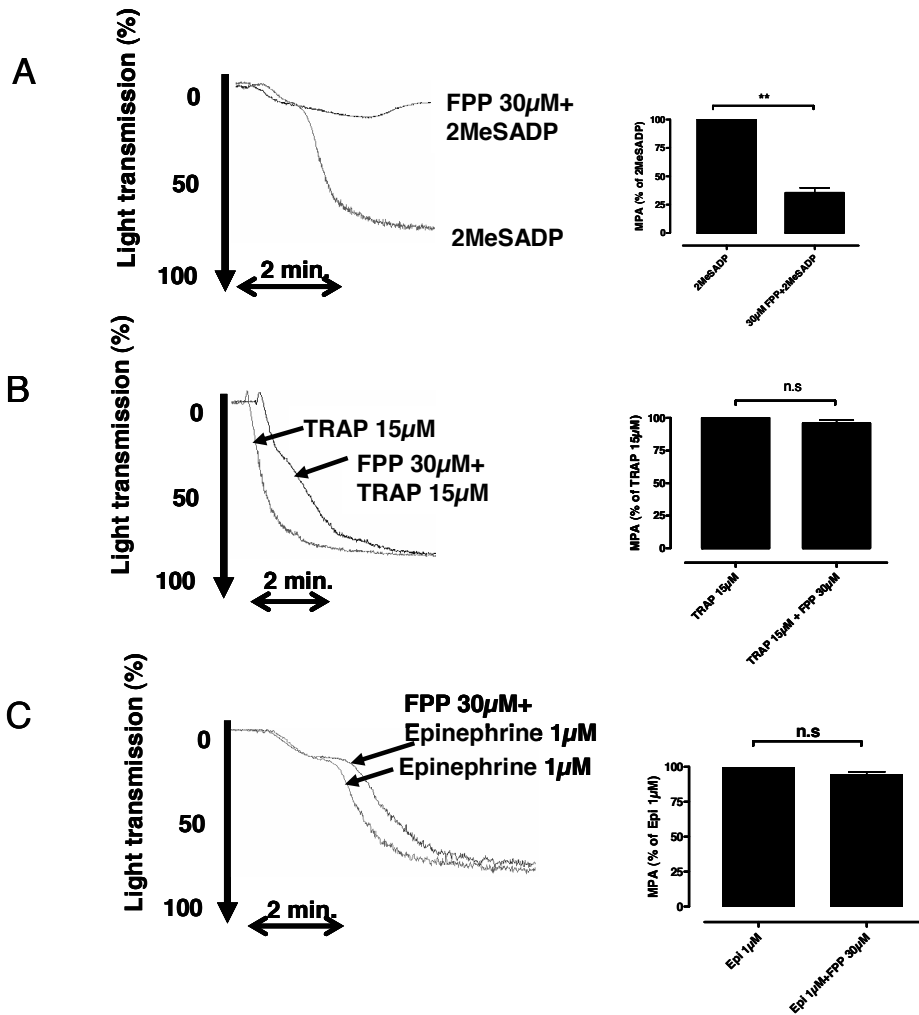 A
Light transmission (%)
0
50
100
2 min.
FPP 30µM+
2MeSADP
2MeSADP
**
MPA (% of 2MeSADP)
100
75
50
25
0
2MeSADP
30µM FPP+2MeSADP
B
Light transmission (%)
0
50
100
2 min.
TRAP 15µM
FPP 30µM+
TRAP 15µM
n.s
MPA (% of TRAP 15µM)
100
75
50
25
0
TRAP 15µM
TRAP 15µM + FPP 30µM
C
Light transmission (%)
0
50
100
2 min.
FPP 30µM+
Epinephrine 1µM
Epinephrine 1µM
n.s
MPA (% of Epi 1µM)
100
75
50
25
0
Epi 1µM
Epi 1µM+FPP 30µM